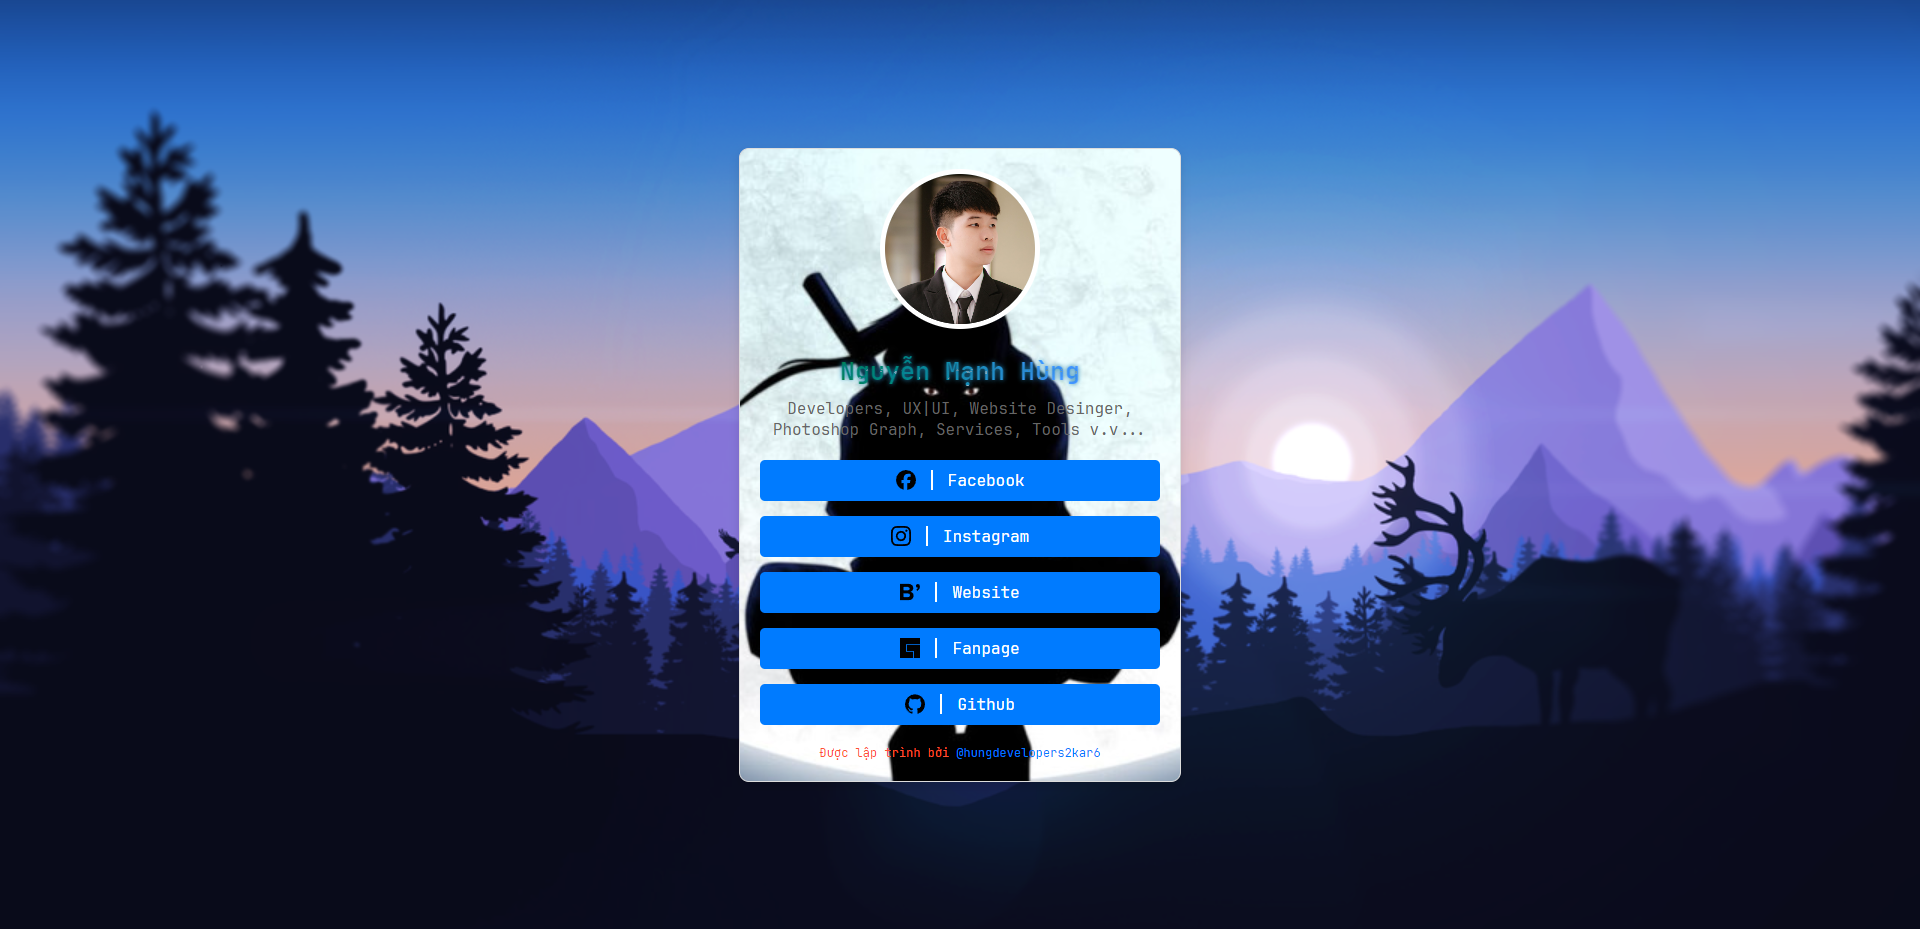 Nguyễn Mạnh Hùng
Developers, UX|UI, Website Desinger,
Photoshop Graph, Services, Tools v.v...
Facebook
Instagram
Website
Fanpage
Github
Được lập trình bởi @hungdevelopers2kar6